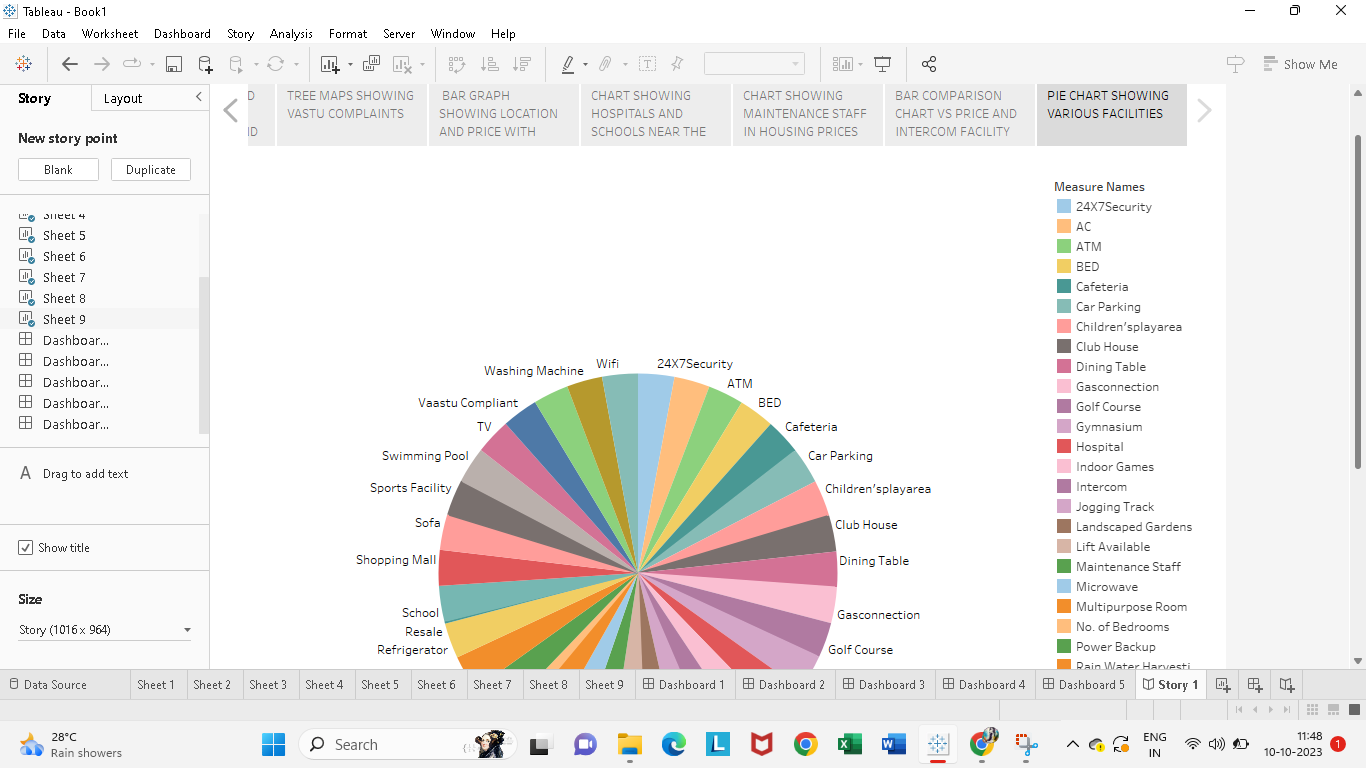 Tableau - Book1
File Data Worksheet Dashboard Story Analysis Format Server Window Help
Show Me
Story Layout
New story point
Blank Duplicate
Sheet 4
Sheet 5
Sheet 6
Sheet 7
Sheet 8
Sheet 9
Dashboar...
Dashboar...
Dashboar...
Dashboar...
Dashboar...
A Drag to add text
Show title
Size
Story (1016 x 964)
D
ND
TREE MAPS SHOWING
VASTU COMPLAINTS
BAR GRAPH
SHOWING LOCATION
AND PRICE WITH
CHART SHOWING
HOSPITALS AND
SCHOOLS NEAR THE
CHART SHOWING
MAINTENANCE STAFF
IN HOUSING PRICES
BAR COMPARISON
CHART VS PRICE AND
INTERCOM FACILITY
PIE CHART SHOWING
VARIOUS FACILITIES
Wifi
24X7Security
Washing Machine
ATM
Vaastu Compliant
BED
TV
Cafeteria
Swimming Pool
Car Parking
Sports Facility
Children'splayarea
Sofa
Club House
Shopping Mall
Dining Table
School
Gasconnection
Resale
Refrigerator
Golf Course
Measure Names
24X7Security
AC
ATM
BED
Cafeteria
Car Parking
Children'splayarea
Club House
Dining Table
Gasconnection
Golf Course
Gymnasium
Hospital
Indoor Games
Intercom
Jogging Track
Landscaped Gardens
Lift Available
Maintenance Staff
Microwave
Multipurpose Room
No. of Bedrooms
Power Backup
Rain Water Harvesti
Data Source Sheet 1 Sheet 2 Sheet 3 Sheet 4 Sheet 5 Sheet 6 Sheet 7 Sheet 8 Sheet 9 Dashboard 1 Dashboard 2 Dashboard 3 Dashboard 4 Dashboard 5 Story 1
28°C
Rain showers
Search
ENG
IN
11:48
10-10-2023
1